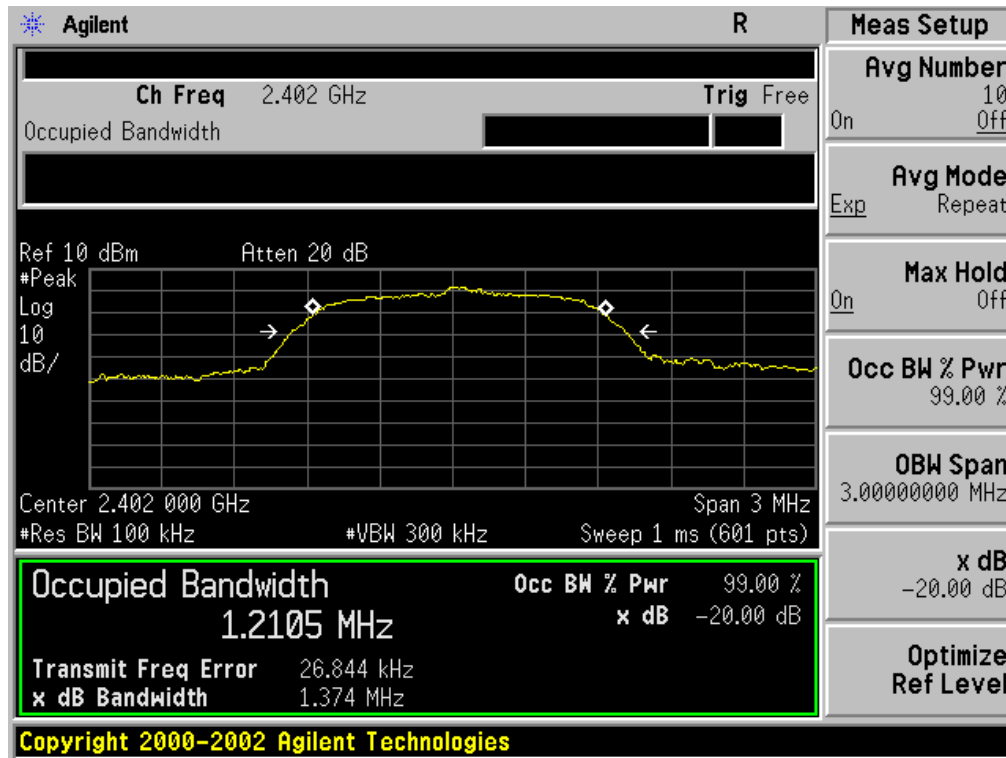 Agilent R
Ch Freq 2.402 GHz Trig Free
Occupied Bandwidth
Ref 10 dBm Atten 20 dB
#Peak
Log
10
dB/
Center 2.402 000 GHz Span 3 MHz
#Res BW 100 kHz #VBW 300 kHz Sweep 1 ms (601 pts)
Occupied Bandwidth Occ BW % Pwr 99.00 %
1.2105 MHz x dB -20.00 dB
Transmit Freq Error 26.844 kHz
x dB Bandwidth 1.374 MHz
Copyright 2000-2002 Agilent Technologies
Meas Setup
Avg Number
10
On Off
Avg Mode
Exp Repeat
Max Hold
On Off
Occ BW % Pwr
99.00 %
OBW Span
3.00000000 MHz
x dB
-20.00 dB
Optimize
Ref Level